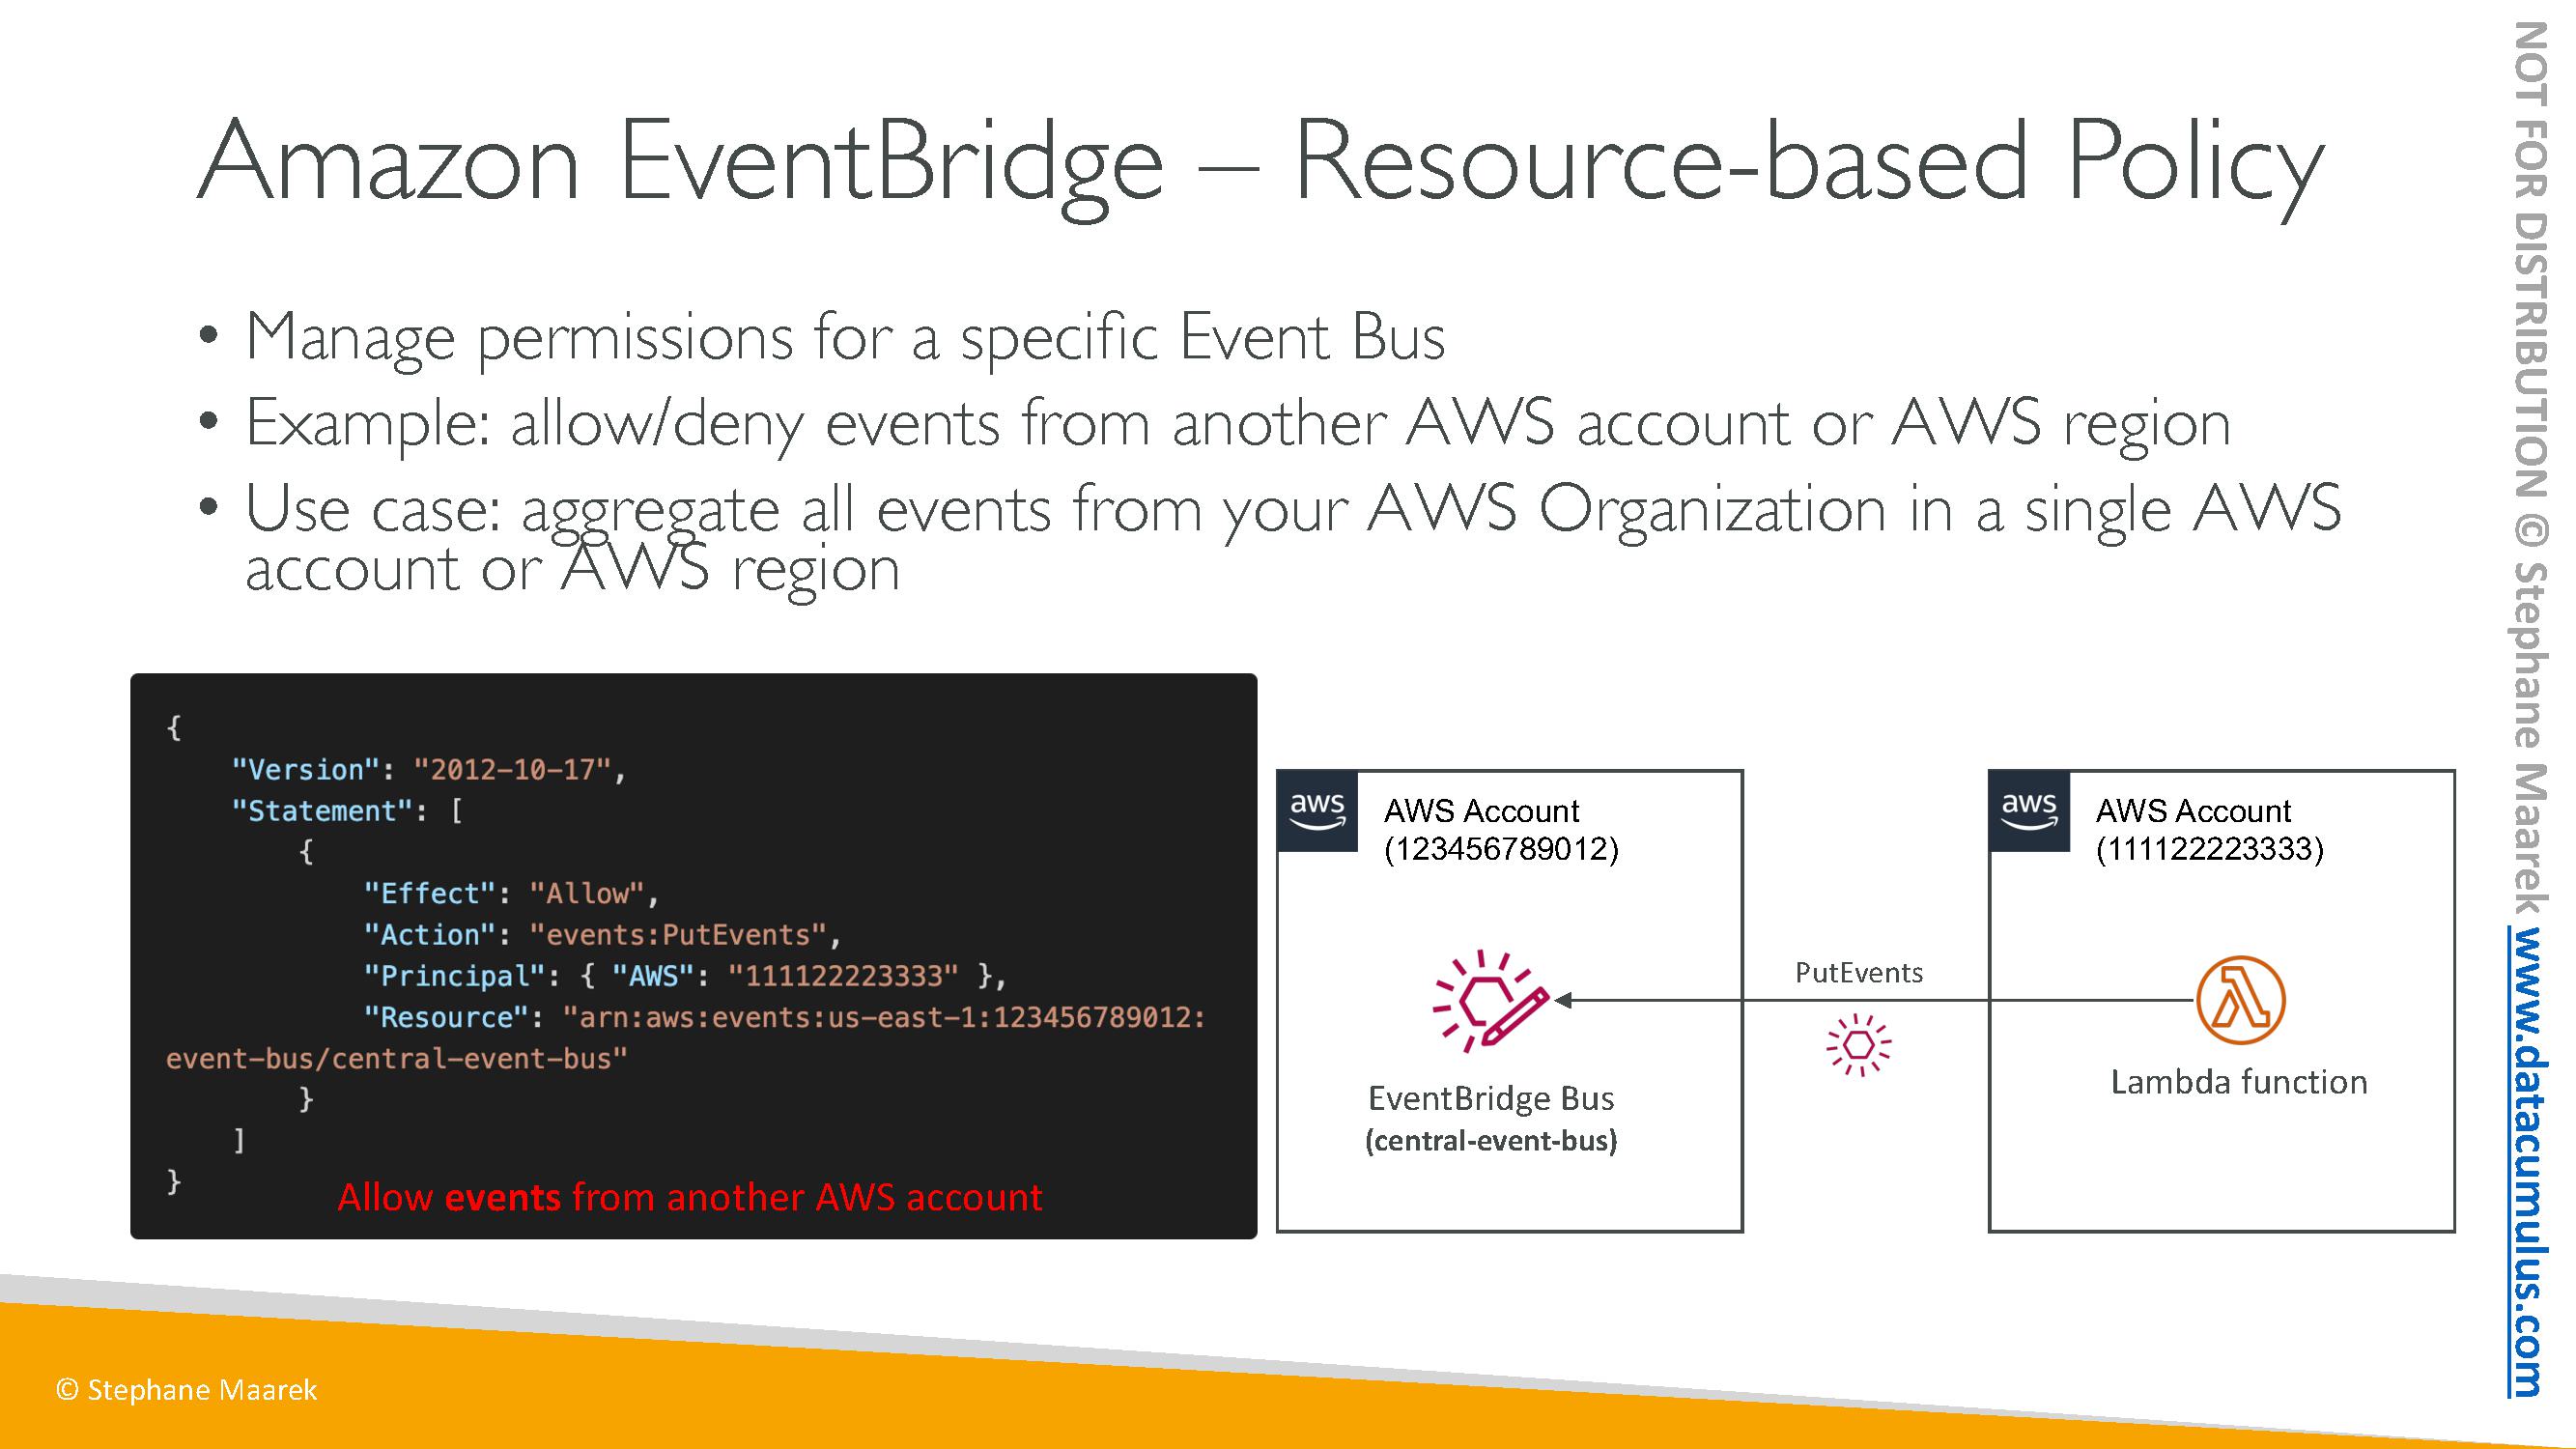 Amazon EventBridge – Resource-based Policy
• Manage permissions for a specific Event Bus
• Example: allow/deny events from another AWS account or AWS region
• Use case: aggregate all events from your AWS Organization in a single AWS
account or AWS region
{
"Version": "2012-10-17",
"Statement": [
{
"Effect": "Allow",
"Action": "events:PutEvents",
"Principal": { "AWS": "111122223333" },
"Resource": "arn:aws:events:us-east-1:123456789012:
event-bus/central-event-bus"
}
]
}
Allow events from another AWS account
aws
AWS Account
(123456789012)
EventBridge Bus
(central-event-bus)
PutEvents
aws
AWS Account
(111122223333)
Lambda function
© Stephane Maarek
NOT FOR DISTRIBUTION © Stephane Maarek www.datacumulus.com